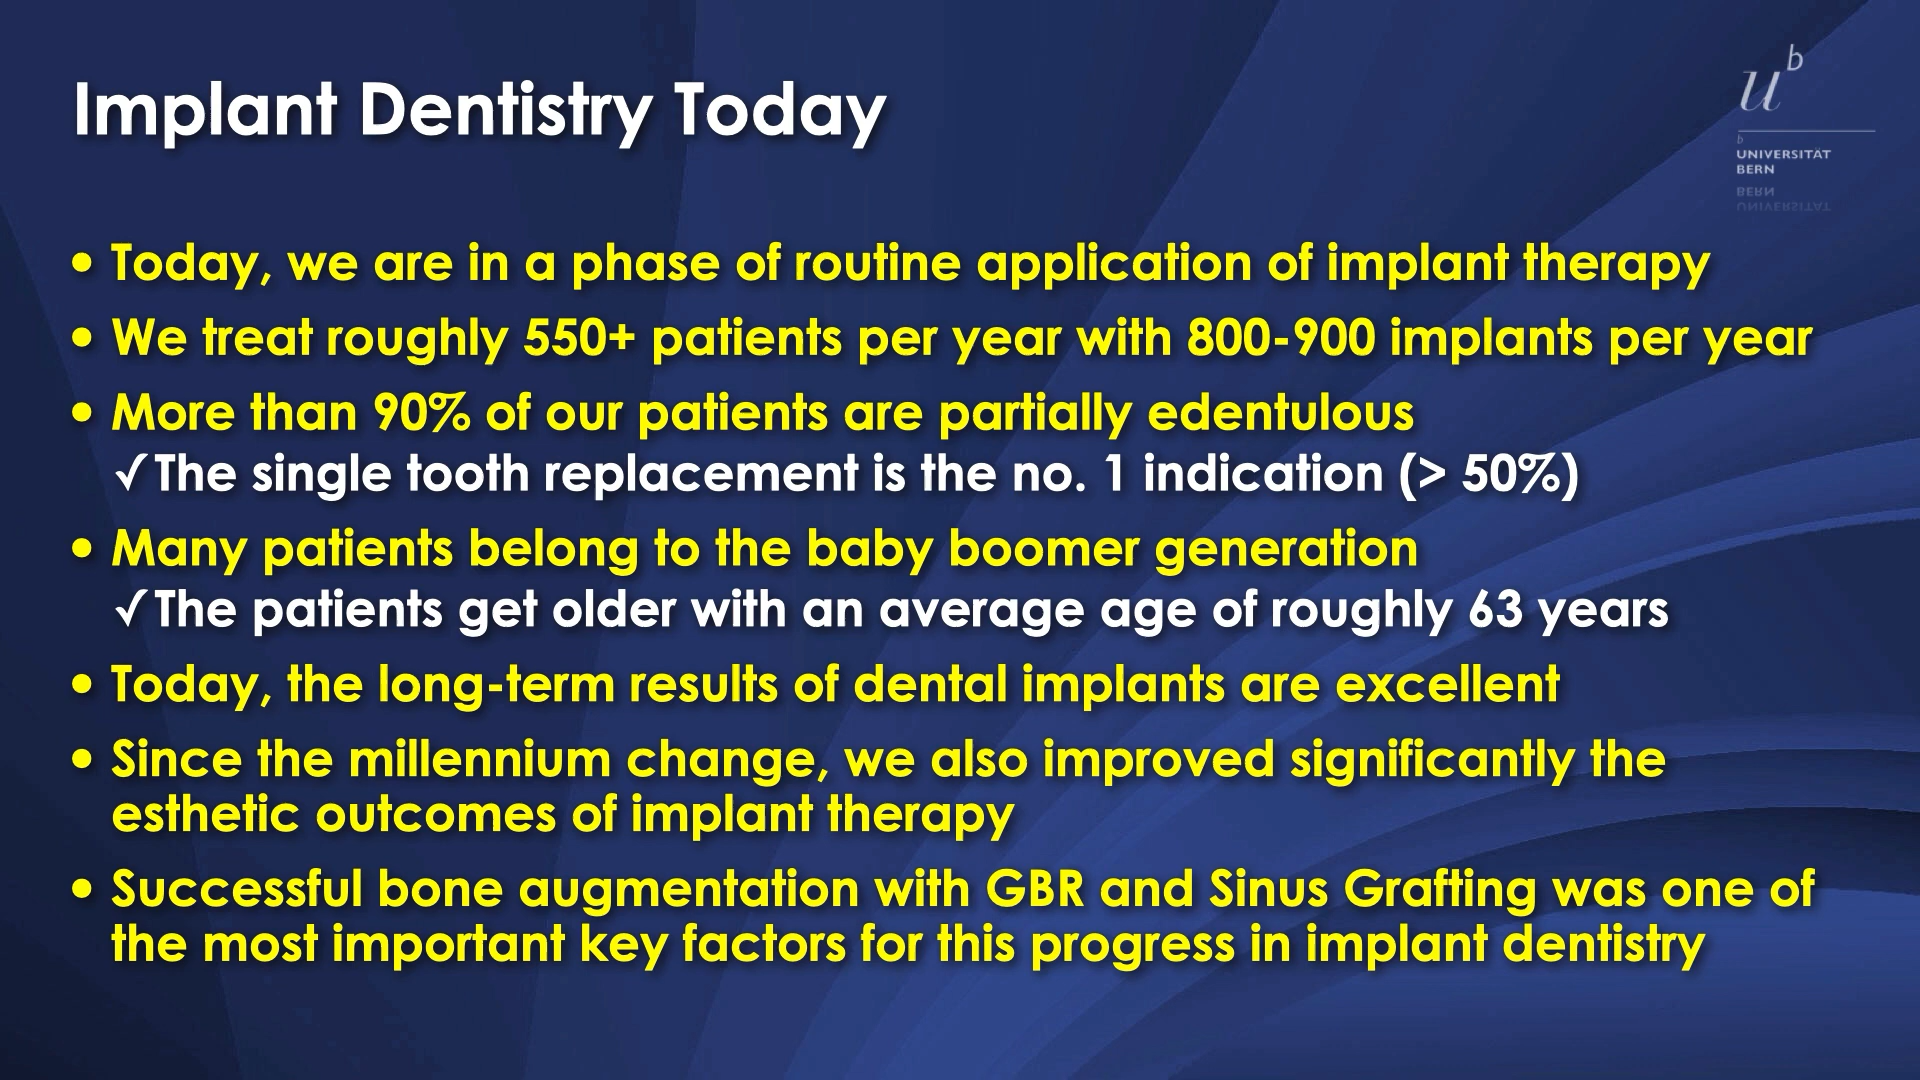 Implant Dentistry Today
u b
b
UNIVERSITÄT
BERN
• Today, we are in a phase of routine application of implant therapy
• We treat roughly 550+ patients per year with 800-900 implants per year
• More than 90% of our patients are partially edentulous
✓The single tooth replacement is the no. 1 indication (> 50%)
• Many patients belong to the baby boomer generation
✓The patients get older with an average age of roughly 63 years
• Today, the long-term results of dental implants are excellent
• Since the millennium change, we also improved significantly the
esthetic outcomes of implant therapy
• Successful bone augmentation with GBR and Sinus Grafting was one of
the most important key factors for this progress in implant dentistry